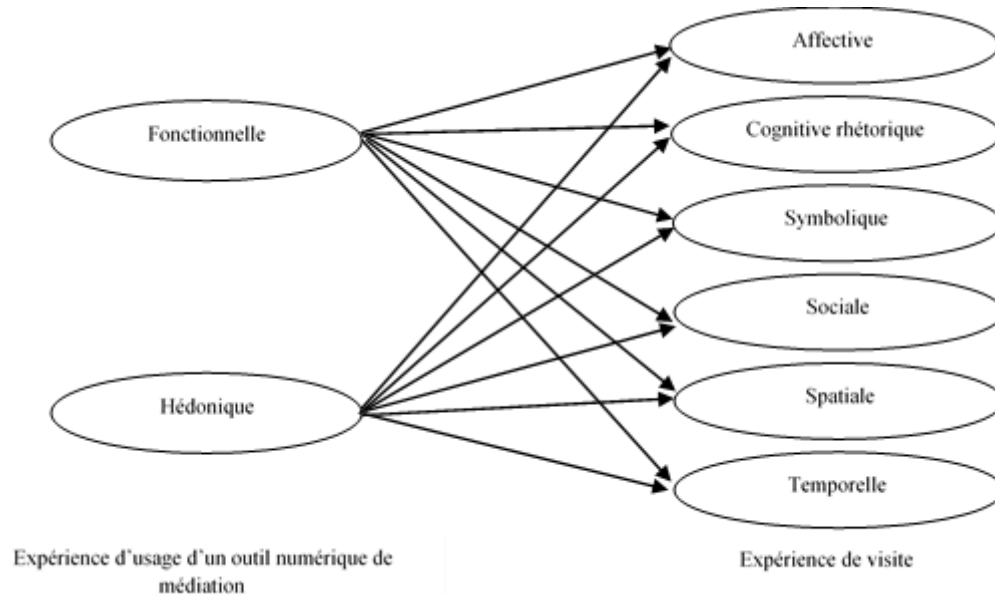 Affective
Fonctionnelle
Cognitive rhétorique
Symbolique
Sociale
Hédonique
Spatiale
Temporelle
Expérience d'usage d'un outil numérique de
médiation
Expérience de visite